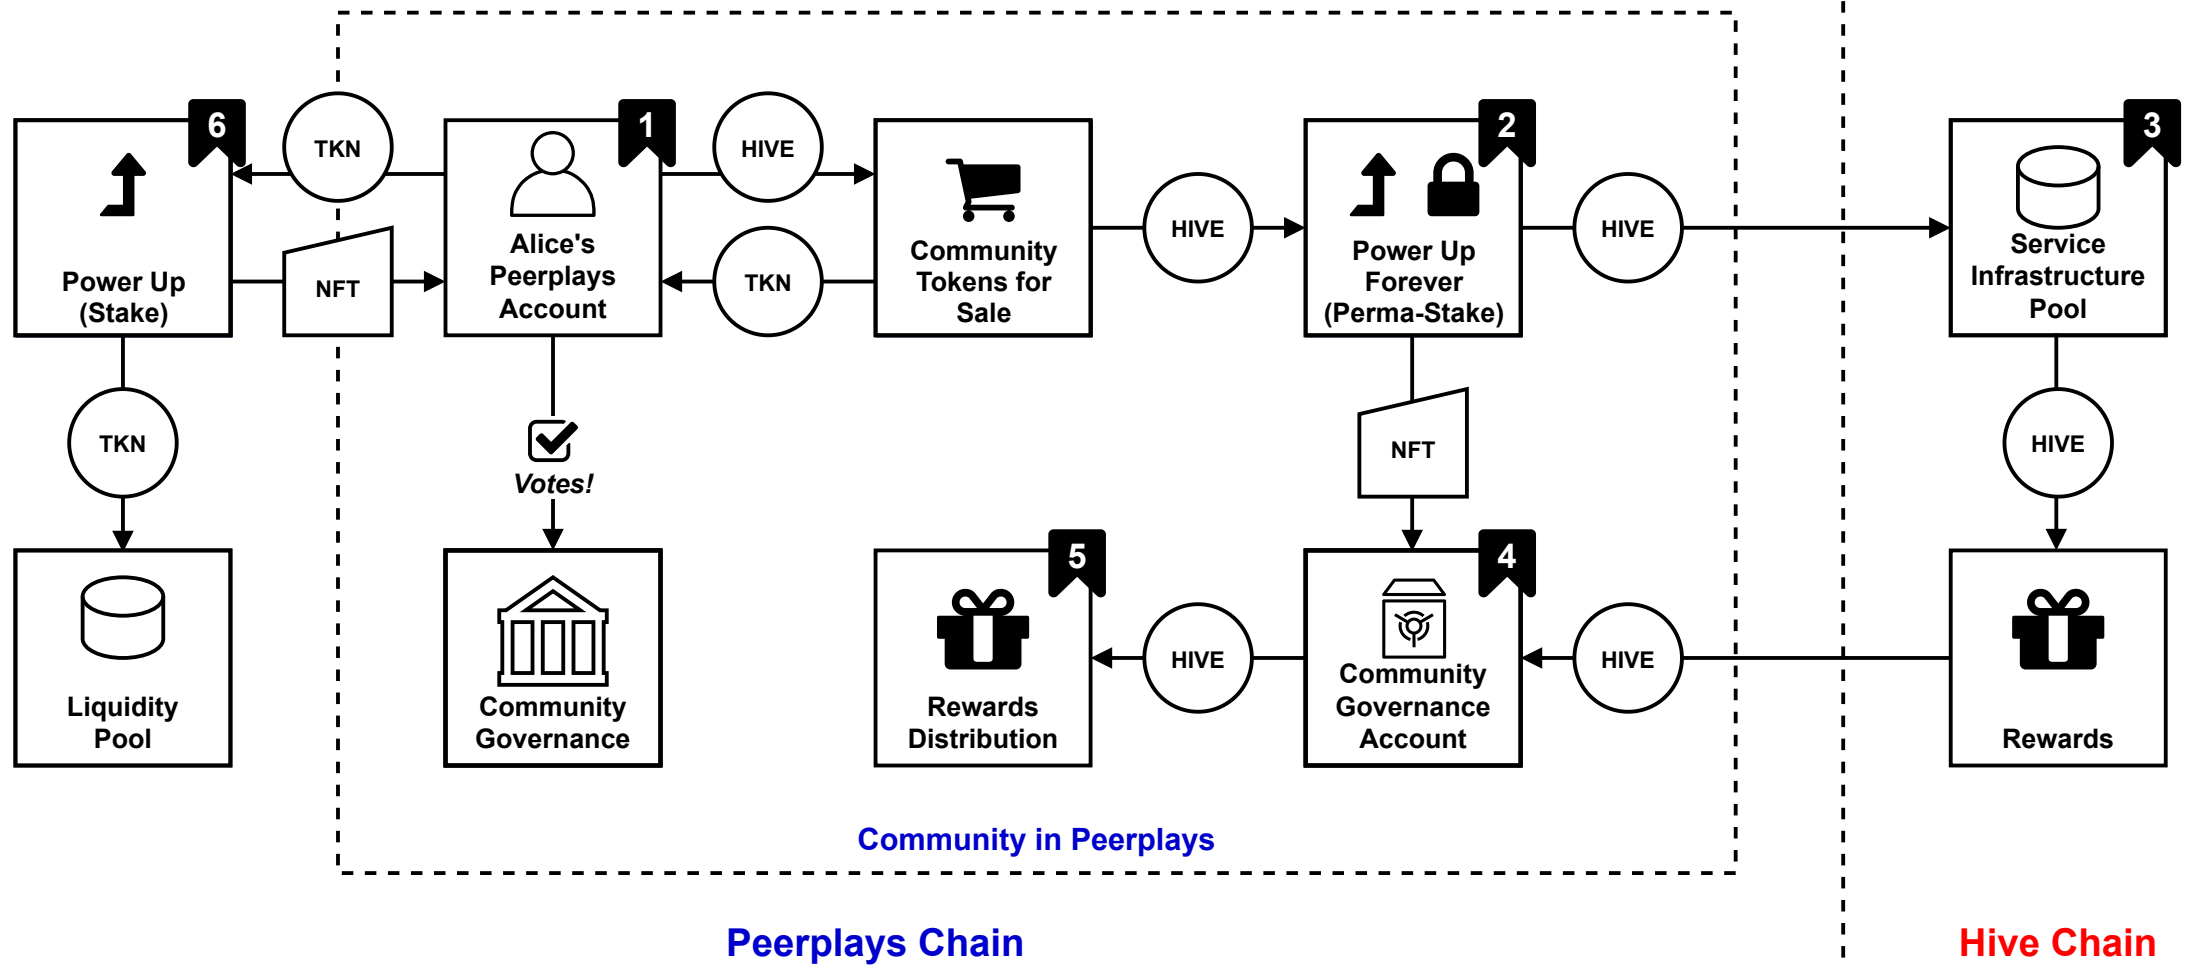 6
TKN
1
HIVE
2
3
Alice's
Peerplays
Account
Community
Tokens for
Sale
HIVE
Power Up
Forever
(Perma-Stake)
HIVE
Service
Infrastructure
Pool
Power Up
(Stake)
NFT
TKN
TKN
Votes!
NFT
HIVE
5
4
Liquidity
Pool
Community
Governance
Rewards
Distribution
HIVE
Community
Governance
Account
HIVE
Rewards
Community in Peerplays
Peerplays Chain
Hive Chain